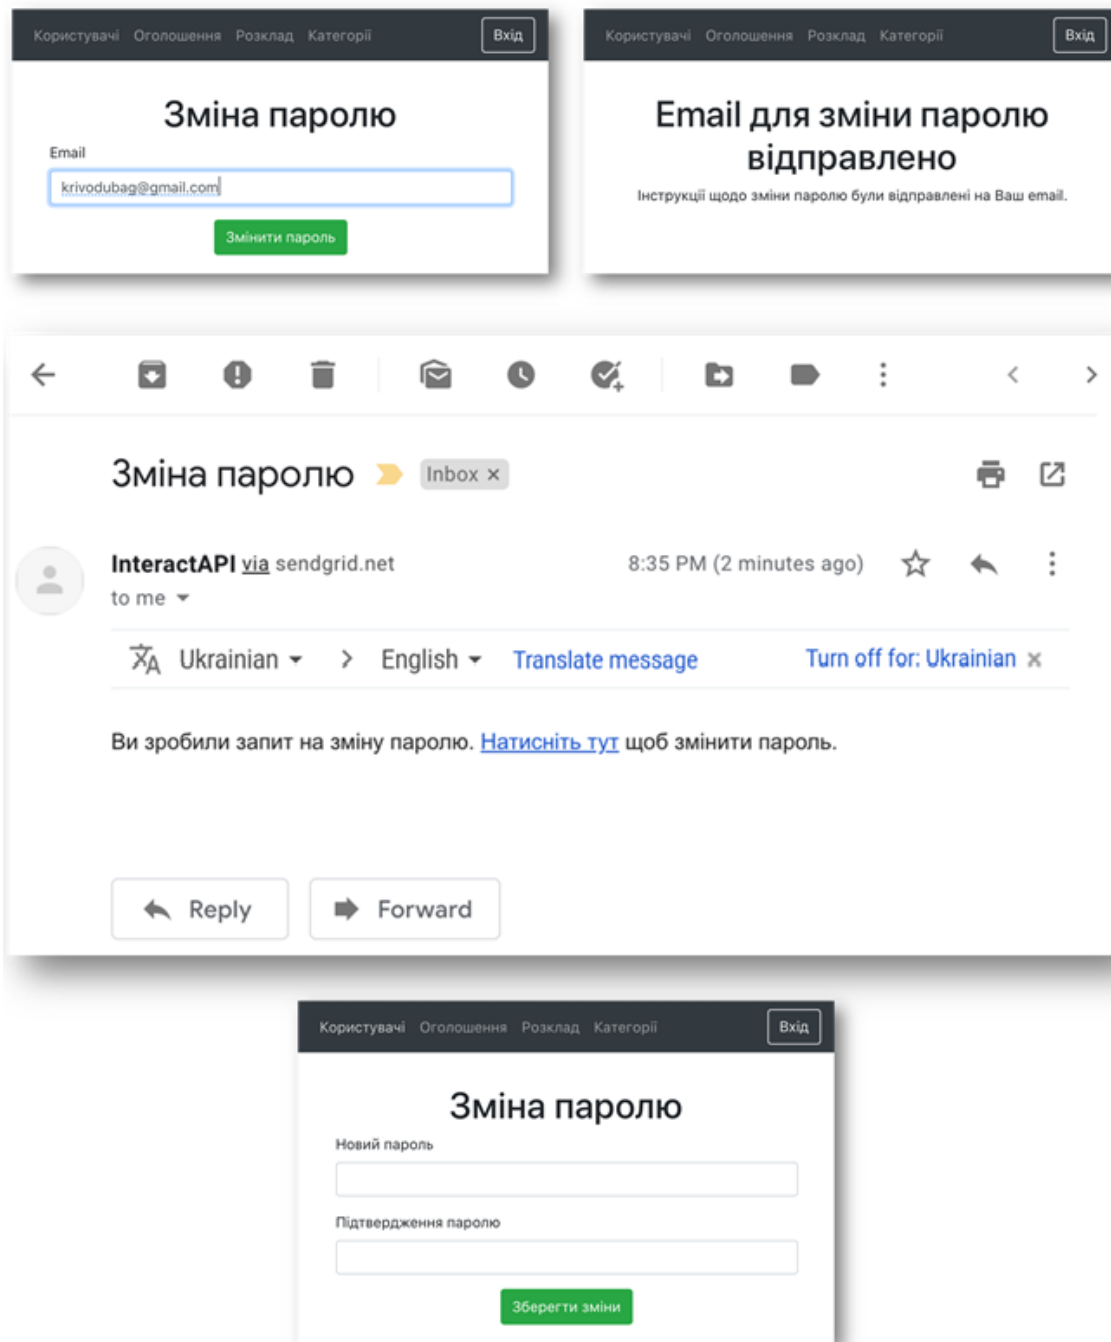 Користувачі Оголошення Розклад Категорії Вхід
Зміна паролю
Email
krivodubag@gmail.com
Змінити пароль
Користувачі Оголошення Розклад Категорії Вхід
Email для зміни паролю
відправлено
Інструкції щодо зміни паролю були відправлені на Ваш email.
Зміна паролю Inbox ×
InteractAPI via sendgrid.net 8:35 PM (2 minutes ago)
to me
Ukrainian > English Translate message Turn off for: Ukrainian ×
Ви зробили запит на зміну паролю. Натисніть тут щоб змінити пароль.
Reply Forward
Користувачі Оголошення Розклад Категорії Вхід
Зміна паролю
Новий пароль
Підтвердження паролю
Зберегти зміни